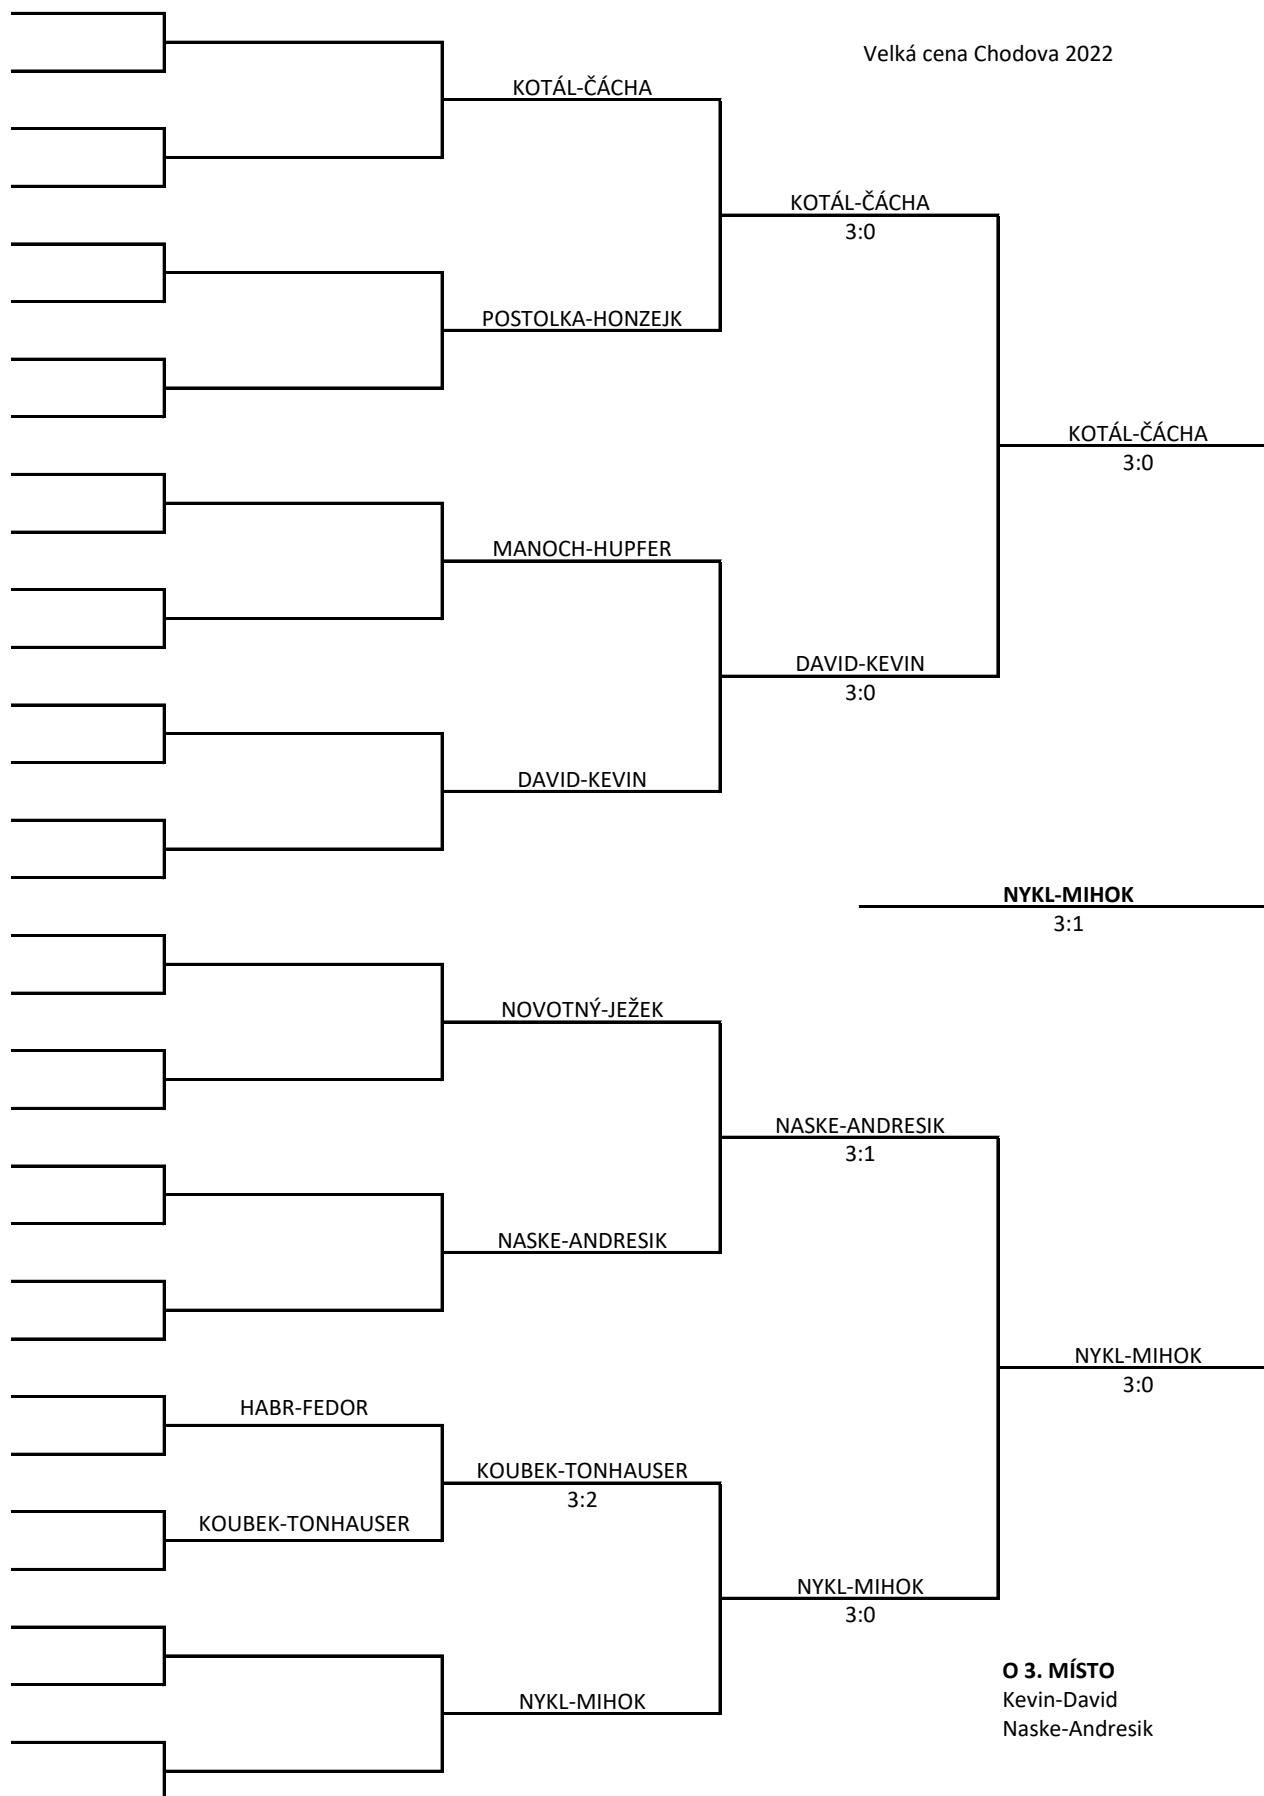 Velká cena Chodova 2022
KOTÁL-ČÁCHA
KOTÁL-ČÁCHA
3:0
POSTOLKA-HONZEJK
KOTÁL-ČÁCHA
3:0
MANOCH-HUPFER
DAVID-KEVIN
3:0
DAVID-KEVIN
NYKL-MIHOK
3:1
NOVOTNÝ-JEŽEK
NASKE-ANDRESIK
3:1
NASKE-ANDRESIK
NYKL-MIHOK
3:0
HABR-FEDOR
KOUBEK-TONHAUSER
3:2
KOUBEK-TONHAUSER
NYKL-MIHOK
3:0
O 3. MÍSTO
Kevin-David
NYKL-MIHOK
Naske-Andresik